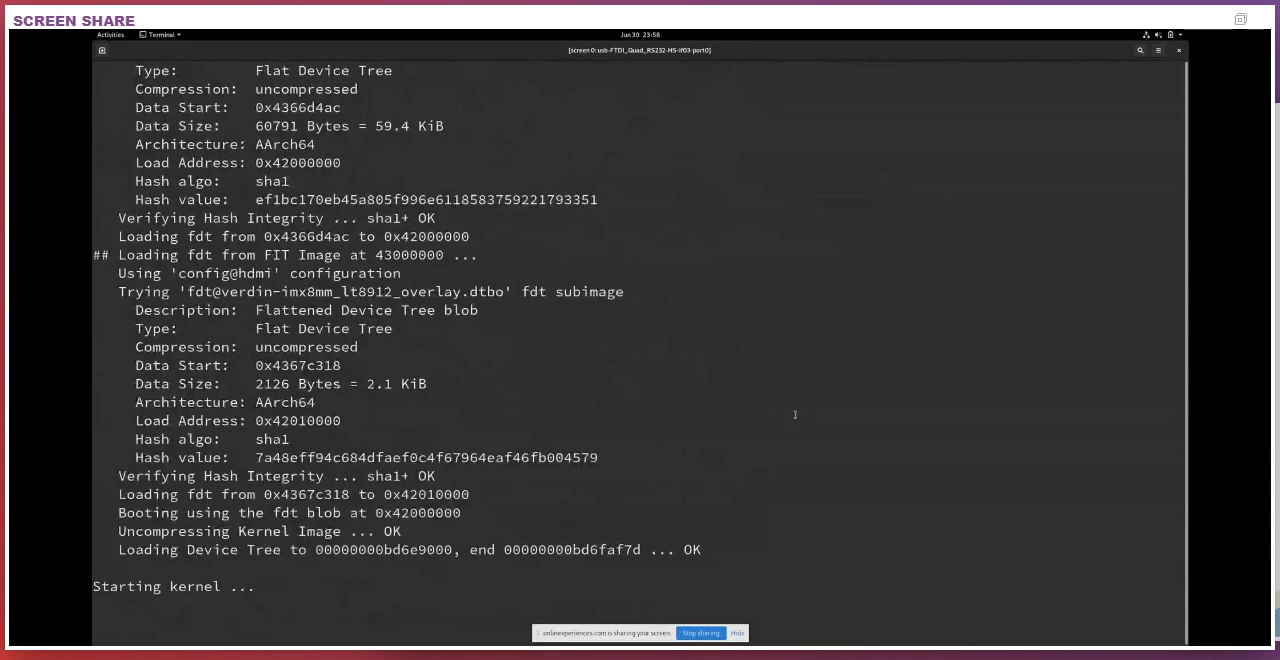 SCREEN SHARE
Activities Terminal Jun 30 23:58
[screen 0: usb-FTDI_Quad_RS232-HS-if03-port0]
Type: Flat Device Tree
Compression: uncompressed
Data Start: 0x4366d4ac
Data Size: 60791 Bytes = 59.4 KiB
Architecture: AArch64
Load Address: 0x42000000
Hash algo: sha1
Hash value: ef1bc170eb45a805f996e6118583759221793351
Verifying Hash Integrity ... sha1+ OK
Loading fdt from 0x4366d4ac to 0x42000000
## Loading fdt from FIT Image at 43000000 ...
Using 'config@hdmi' configuration
Trying 'fdt@verdin-imx8mm_lt8912_overlay.dtbo' fdt subimage
Description: Flattened Device Tree blob
Type: Flat Device Tree
Compression: uncompressed
Data Start: 0x4367c318
Data Size: 2126 Bytes = 2.1 KiB
Architecture: AArch64
Load Address: 0x42010000
Hash algo: sha1
Hash value: 7a48eff94c684dfaef0c4f67964eaf46fb004579
Verifying Hash Integrity ... sha1+ OK
Loading fdt from 0x4367c318 to 0x42010000
Booting using the fdt blob at 0x42000000
Uncompressing Kernel Image ... OK
Loading Device Tree to 00000000bd6e9000, end 00000000bd6faf7d ... OK
Starting kernel ...
onlinexperiences.com is sharing your screen. Stop sharing Hide